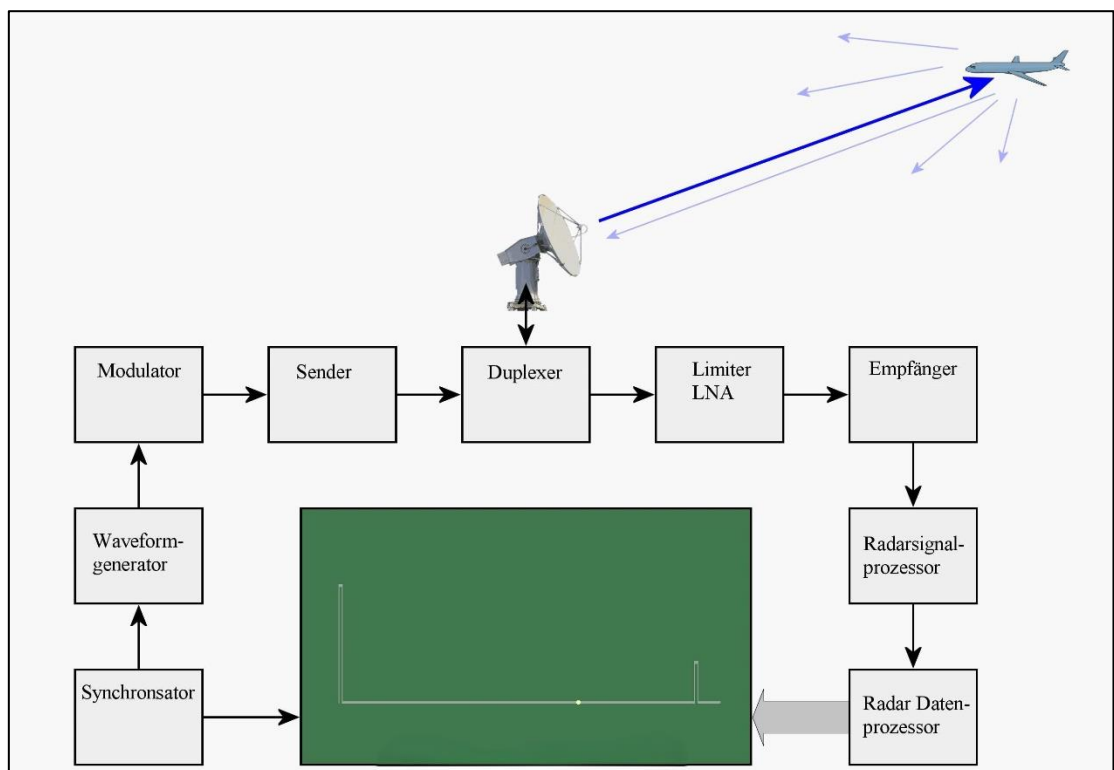 Modulator
Sender
Duplexer
Limiter
LNA
Empfänger
Waveform-
generator
Radarsignal-
prozessor
Synchronsator
Radar Daten-
prozessor